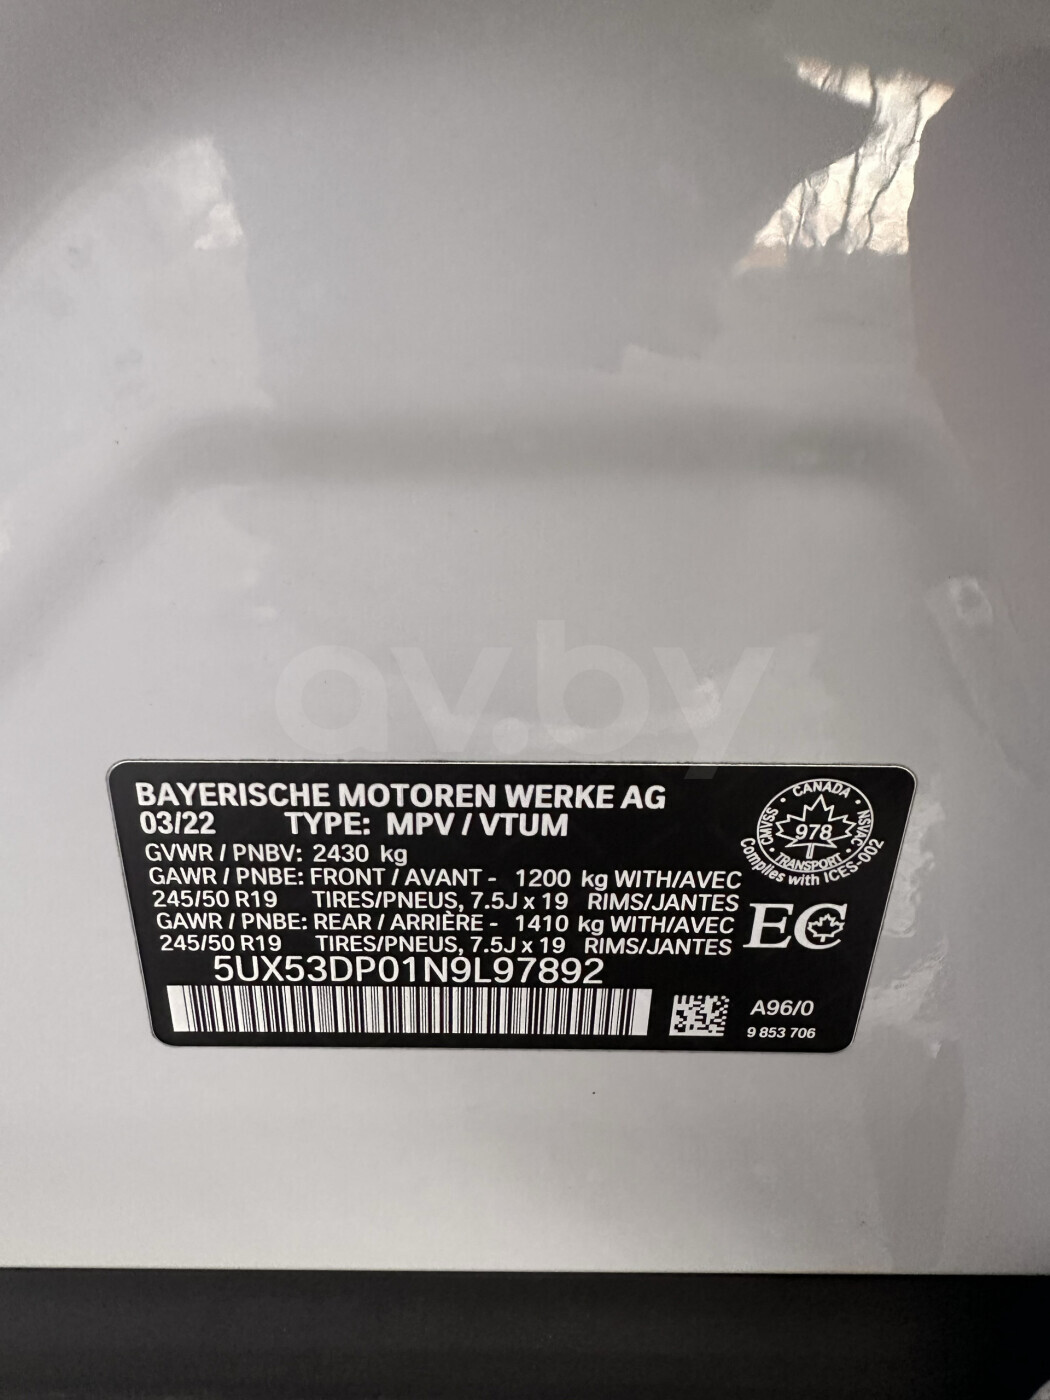 av.by
BAYERISCHE MOTOREN WERKE AG
03/22 TYPE: MPV / VTUM
GVWR / PNBV: 2430 kg
GAWR / PNBE: FRONT / AVANT - 1200 kg WITH/AVEC
245/50 R19 TIRES/PNEUS, 7.5J x 19 RIMS/JANTES
GAWR / PNBE: REAR / ARRIÈRE - 1410 kg WITH/AVEC
245/50 R19 TIRES/PNEUS, 7.5J x 19 RIMS/JANTES
5UX53DP01N9L97892
CANADA
CMVSS 978 NSVAC
TRANSPORT
Complies with ICES-002
EC
A96/0
9 853 706